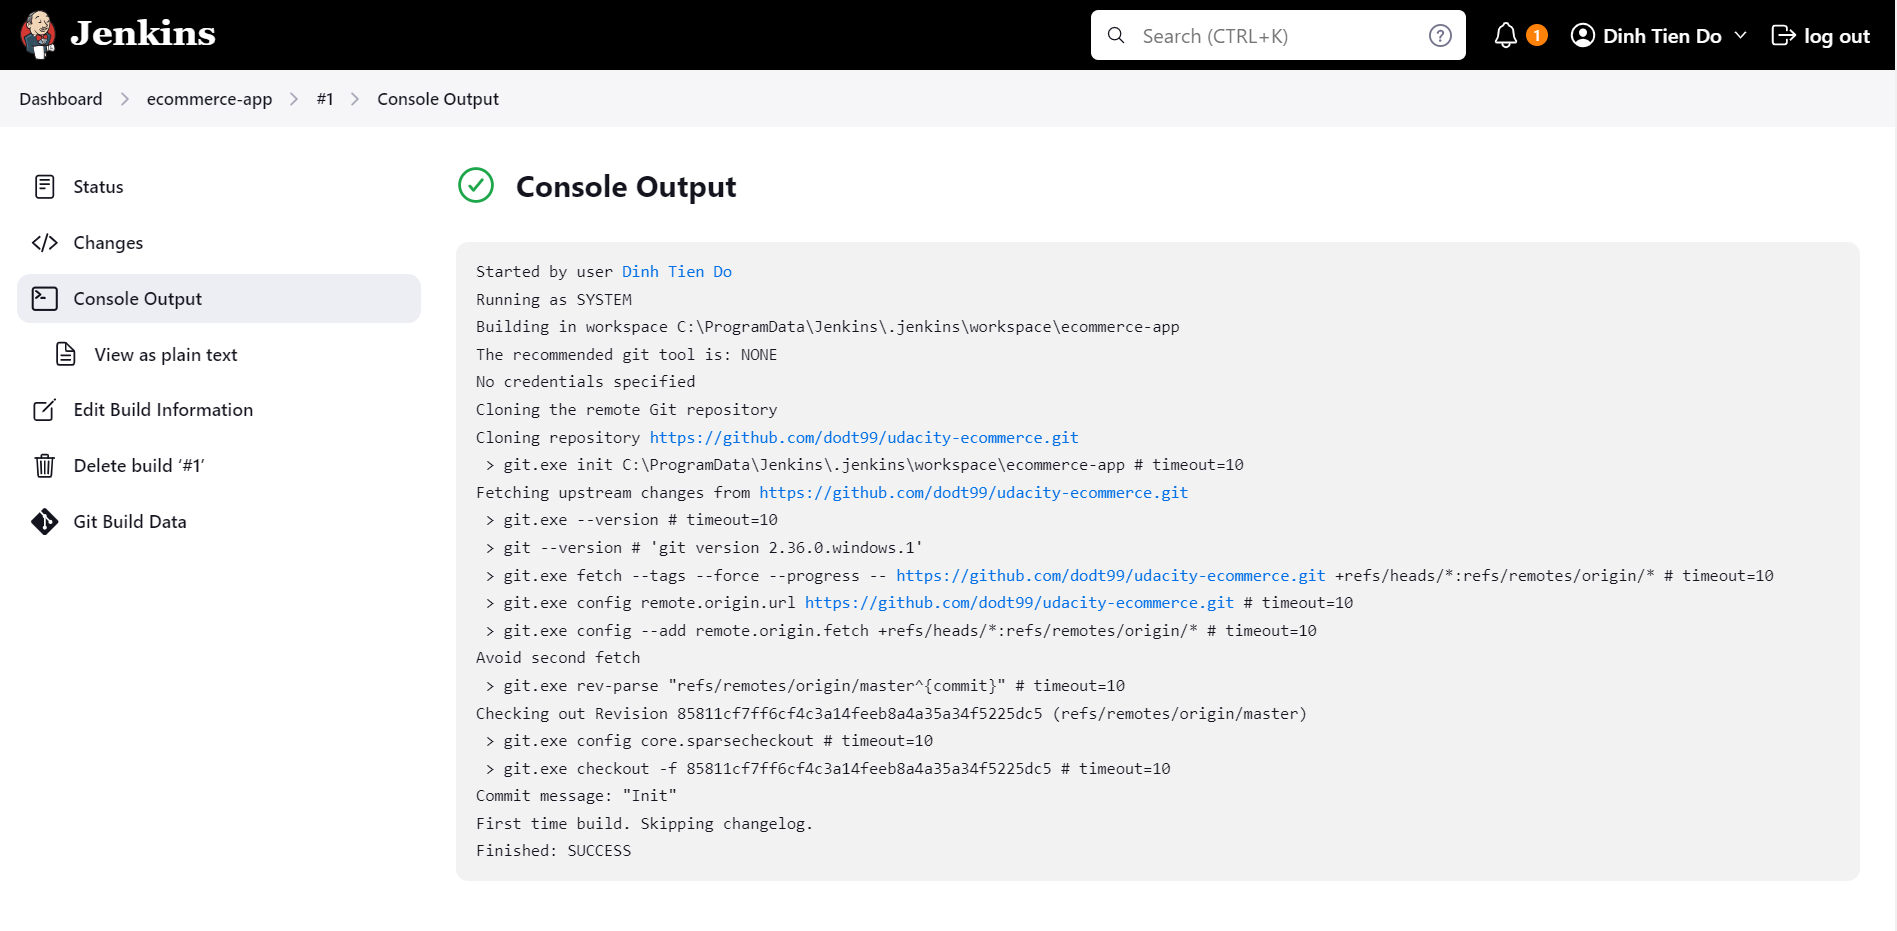 Jenkins
Search (CTRL+K)
?
1
Dinh Tien Do
log out
Dashboard
ecommerce-app
#1
Console Output
Status
Changes
Console Output
View as plain text
Edit Build Information
Delete build ‘#1’
Git Build Data
Console Output
Started by user Dinh Tien Do
Running as SYSTEM
Building in workspace C:\ProgramData\Jenkins\.jenkins\workspace\ecommerce-app
The recommended git tool is: NONE
No credentials specified
Cloning the remote Git repository
Cloning repository https://github.com/dodt99/udacity-ecommerce.git
 > git.exe init C:\ProgramData\Jenkins\.jenkins\workspace\ecommerce-app # timeout=10
Fetching upstream changes from https://github.com/dodt99/udacity-ecommerce.git
 > git.exe --version # timeout=10
 > git --version # 'git version 2.36.0.windows.1'
 > git.exe fetch --tags --force --progress -- https://github.com/dodt99/udacity-ecommerce.git +refs/heads/*:refs/remotes/origin/* # timeout=10
 > git.exe config remote.origin.url https://github.com/dodt99/udacity-ecommerce.git # timeout=10
 > git.exe config --add remote.origin.fetch +refs/heads/*:refs/remotes/origin/* # timeout=10
Avoid second fetch
 > git.exe rev-parse "refs/remotes/origin/master^{commit}" # timeout=10
Checking out Revision 85811cf7ff6cf4c3a14feeb8a4a35a34f5225dc5 (refs/remotes/origin/master)
 > git.exe config core.sparsecheckout # timeout=10
 > git.exe checkout -f 85811cf7ff6cf4c3a14feeb8a4a35a34f5225dc5 # timeout=10
Commit message: "Init"
First time build. Skipping changelog.
Finished: SUCCESS